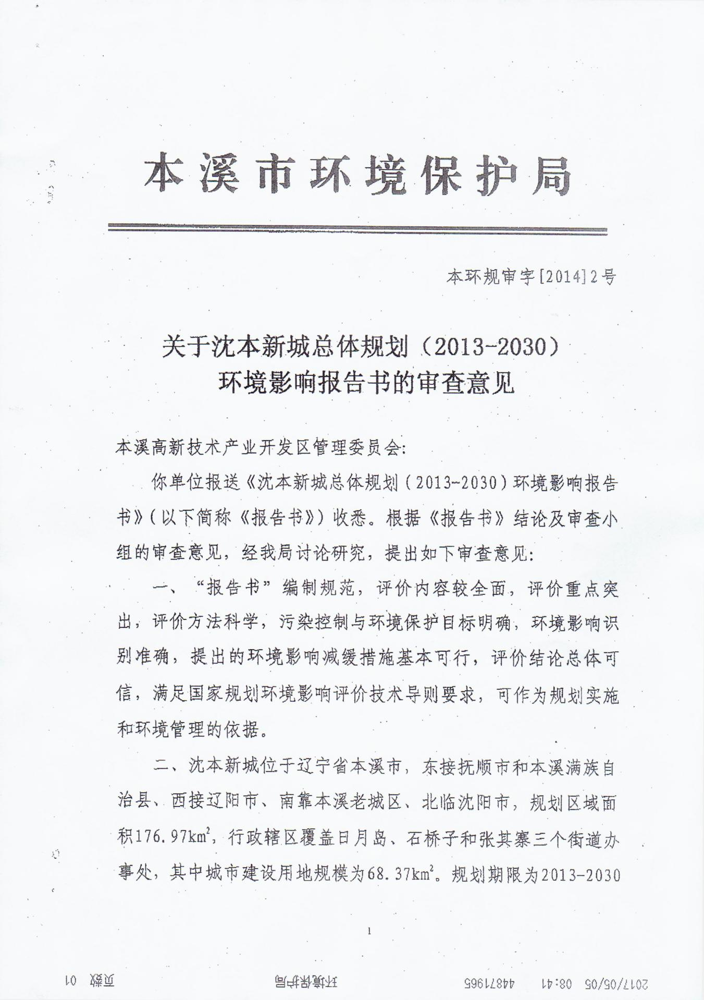 本溪市环境保护局
本环规审字[2014]2号
关于沈本新城总体规划（2013-2030）
环境影响报告书的审查意见
本溪高新技术产业开发区管理委员会:
你单位报送《沈本新城总体规划（2013-2030）环境影响报告
书》（以下简称《报告书》）收悉。根据《报告书》结论及审查小
组的审查意见，经我局讨论研究，提出如下审查意见:
一、“报告书”编制规范，评价内容较全面，评价重点突
出，评价方法科学，污染控制与环境保护目标明确，环境影响识
别准确，提出的环境影响减缓措施基本可行，评价结论总体可
信，满足国家规划环境影响评价技术导则要求，可作为规划实施
和环境管理的依据。
二、沈本新城位于辽宁省本溪市，东接抚顺市和本溪满族自
治县、西接辽阳市、南靠本溪老城区、北临沈阳市，规划区域面
积176.97km²，行政辖区覆盖日月岛、石桥子和张其寨三个街道办
事处，其中城市建设用地规模为68.37km²。规划期限为2013-2030
1
2017/05/05 08:41 44871965 环境保护局 页数 01